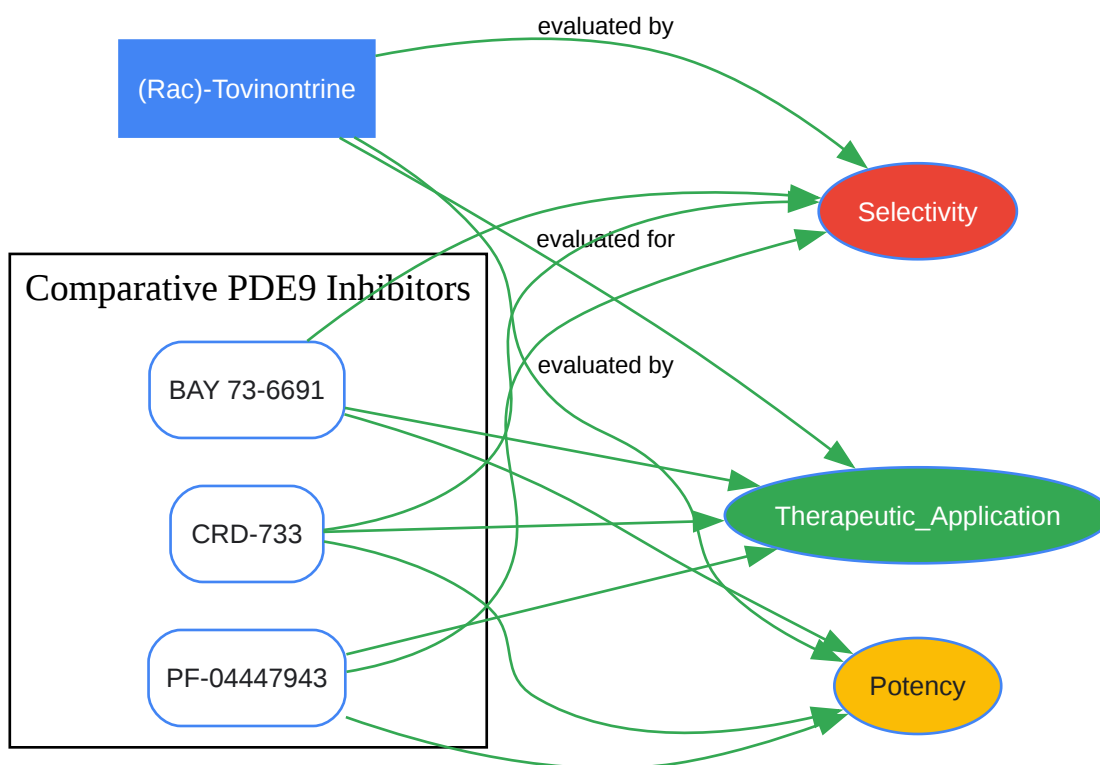 evaluated by
(Rac)-Tovinontrine
Selectivity
evaluated for
Comparative PDE9 Inhibitors
evaluated by
BAY 73-6691
Therapeutic_Application
CRD-733
PF-04447943
Potency